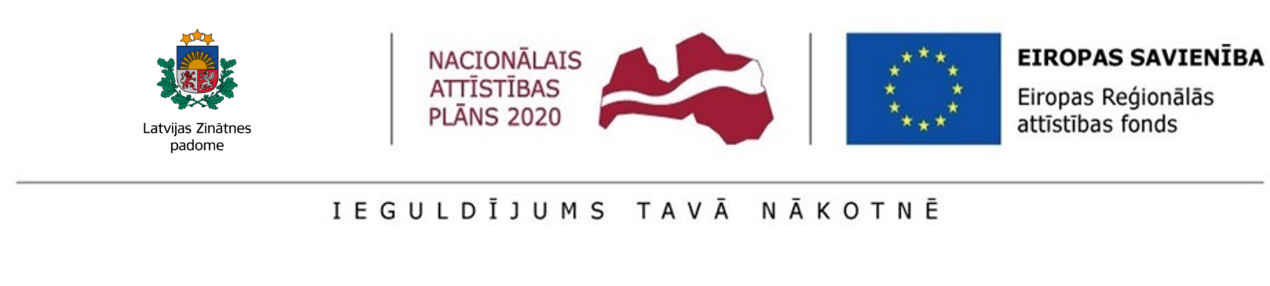 Latvijas Zinātnes
padome
NACIONĀLAIS
ATTĪSTĪBAS
PLĀNS 2020
EIROPAS SAVIENĪBA
Eiropas Reģionālās
attīstības fonds
IEGULDĪJUMS TAVĀ NĀKOTNĒ